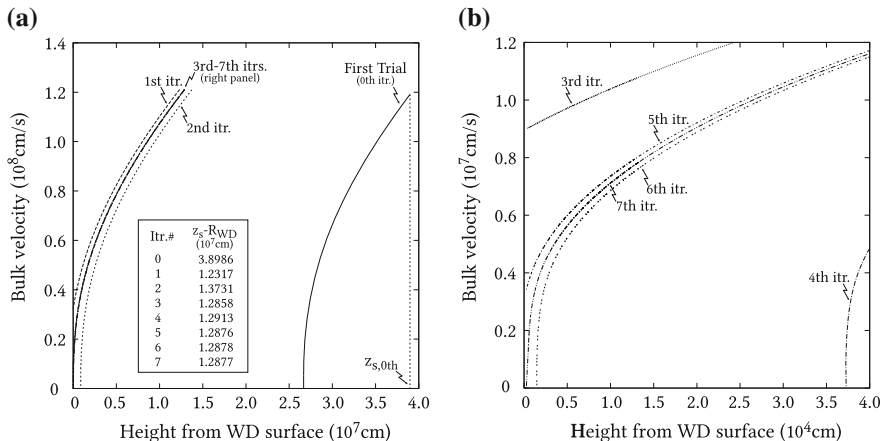 (a)
1.4
1.2
1.0
0.8
0.6
0.4
0.2
0
Bulk velocity (10⁸cm/s)
1st itr.
3rd-7th itrs.
(right panel)
2nd itr.
First Trial
(0th itr.)
Itr.# z_s-R_WD
(10⁷cm)
0 3.8986
1 1.2317
2 1.3731
3 1.2858
4 1.2913
5 1.2876
6 1.2878
7 1.2877
z_s,0th
0 0.5 1.0 1.5 2.0 2.5 3.0 3.5 4.0
Height from WD surface (10⁷cm)
(b)
1.2
1.0
0.8
0.6
0.4
0.2
0
Bulk velocity (10⁷cm/s)
3rd itr.
5th itr.
6th itr.
7th itr.
4th itr.
0 0.5 1.0 1.5 2.0 2.5 3.0 3.5 4.0
Height from WD surface (10⁴cm)